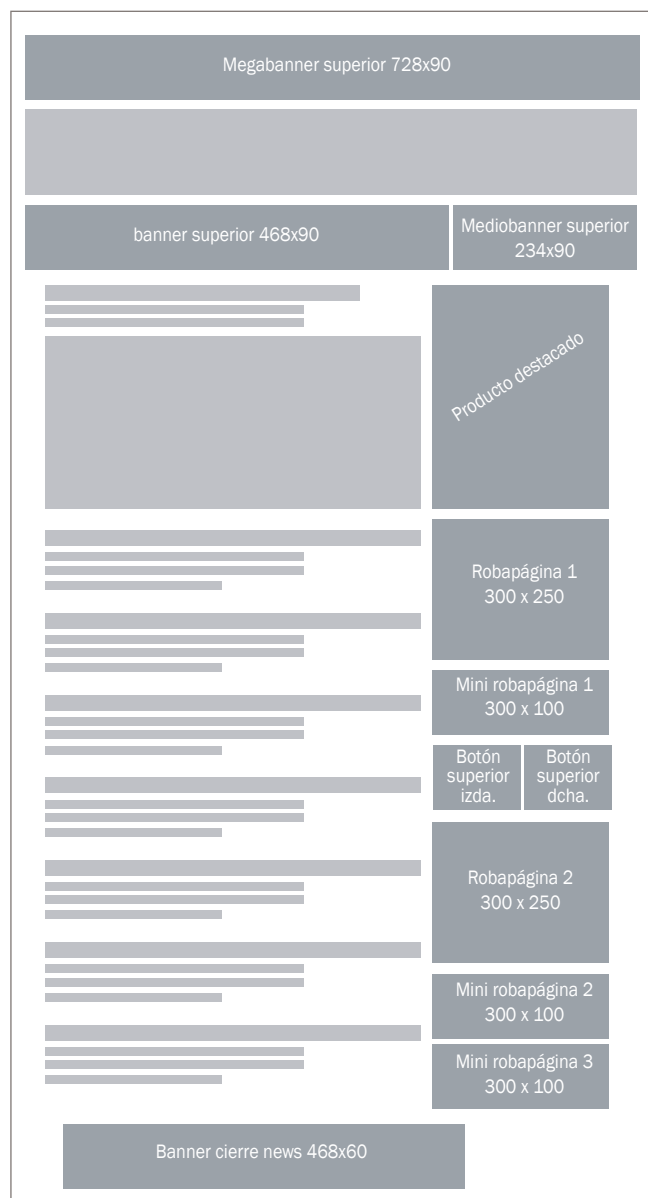 Megabanner superior 728x90
banner superior 468x90
Mediobanner superior
234x90
Producto destacado
Robapágina 1
300 x 250
Mini robapágina 1
300 x 100
Botón
superior
izda.
Botón
superior
dcha.
Robapágina 2
300 x 250
Mini robapágina 2
300 x 100
Mini robapágina 3
300 x 100
Banner cierre news 468x60